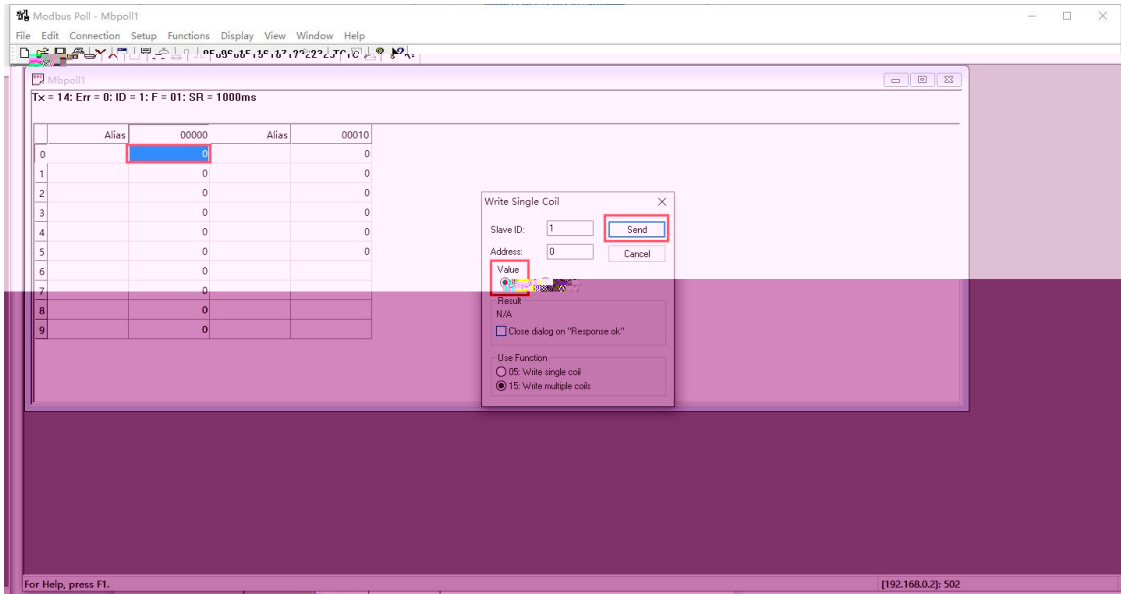 Modbus Poll - Mbpoll1
File Edit Connection Setup Functions Display View Window Help
Mbpoll1
Tx = 14: Err = 0: ID = 1: F = 01: SR = 1000ms
Alias 00000 Alias 00010
0 0 0
1 0 0
2 0 0
3 0 0
4 0 0
5 0 0
6 0
7 0
8 0
9 0
Write Single Coil
Slave ID: 1 Send
Address: 0 Cancel
Value
Result
N/A
Close dialog on "Response ok"
Use Function
05: Write single coil
15: Write multiple coils
For Help, press F1. [192.168.0.2]: 502